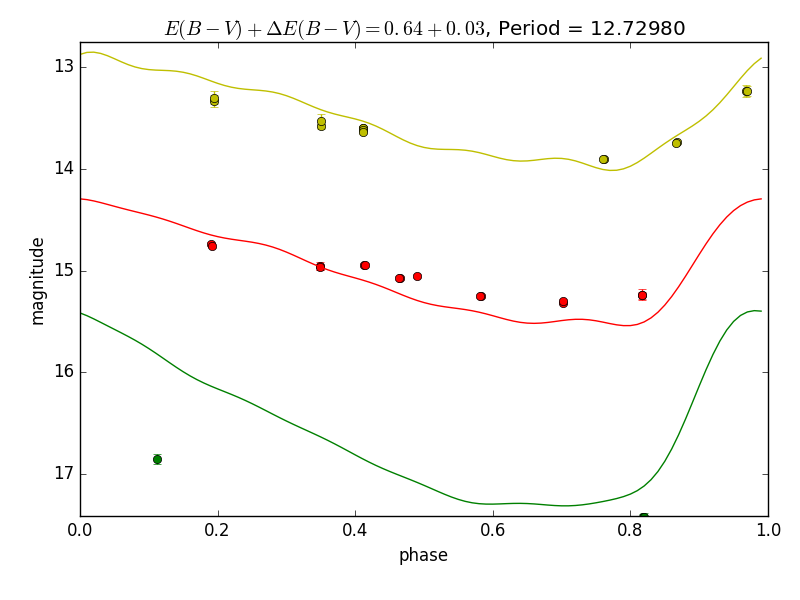 E(B − V) + ΔE(B − V) = 0.64 + 0.03, Period = 12.72980
13
14
15
16
17
magnitude
0.0 0.2 0.4 0.6 0.8 1.0
phase